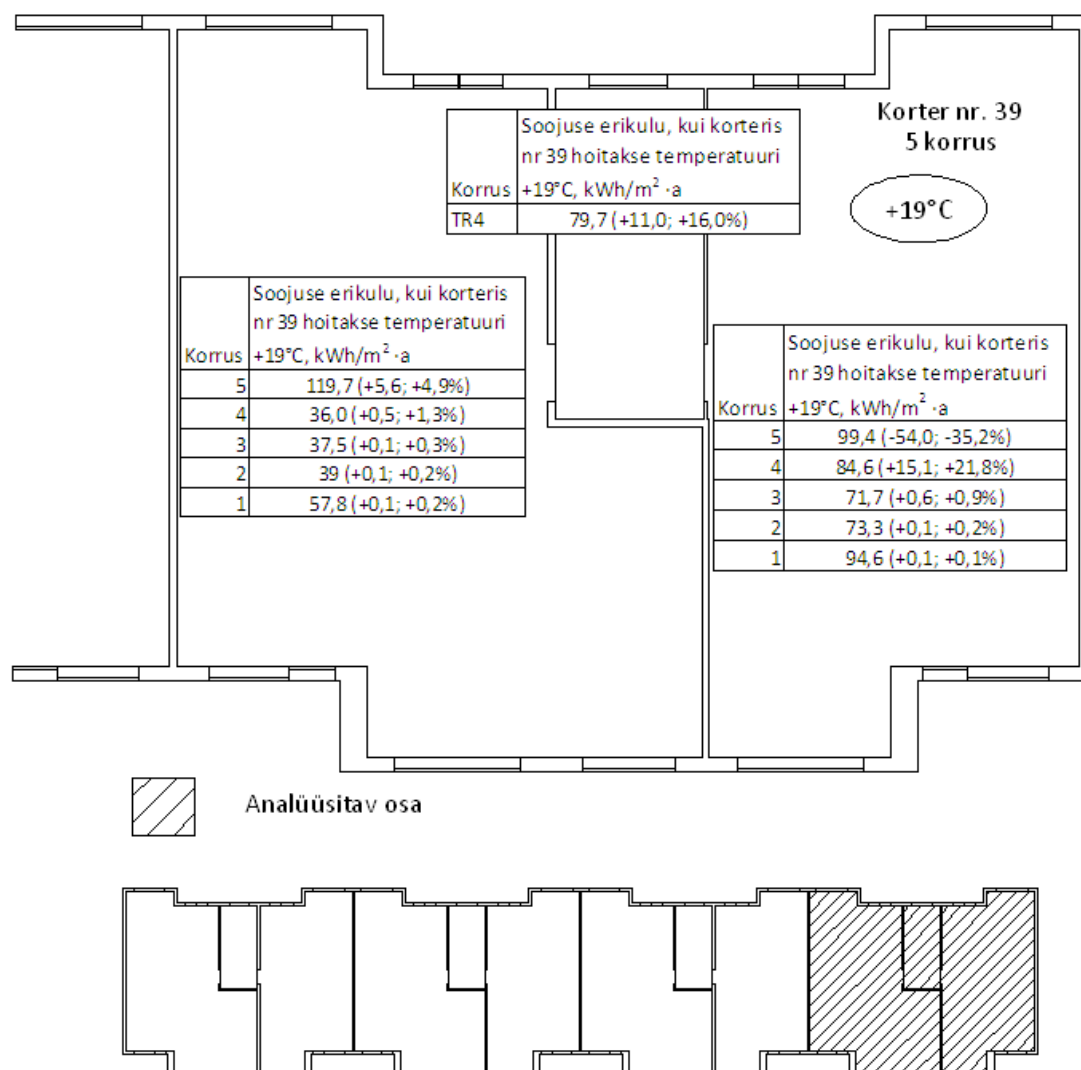 Korter nr. 39
5 korrus
+19°C
Soojuse erikulu, kui korteris
nr 39 hoitakse temperatuuri
Korrus +19°C, kWh/m² ·a
TR4 79,7 (+11,0; +16,0%)
Soojuse erikulu, kui korteris
nr 39 hoitakse temperatuuri
Korrus +19°C, kWh/m² ·a
5 119,7 (+5,6; +4,9%)
4 36,0 (+0,5; +1,3%)
3 37,5 (+0,1; +0,3%)
2 39 (+0,1; +0,2%)
1 57,8 (+0,1; +0,2%)
Soojuse erikulu, kui korteris
nr 39 hoitakse temperatuuri
Korrus +19°C, kWh/m² ·a
5 99,4 (-54,0; -35,2%)
4 84,6 (+15,1; +21,8%)
3 71,7 (+0,6; +0,9%)
2 73,3 (+0,1; +0,2%)
1 94,6 (+0,1; +0,1%)
Analüüsitav osa